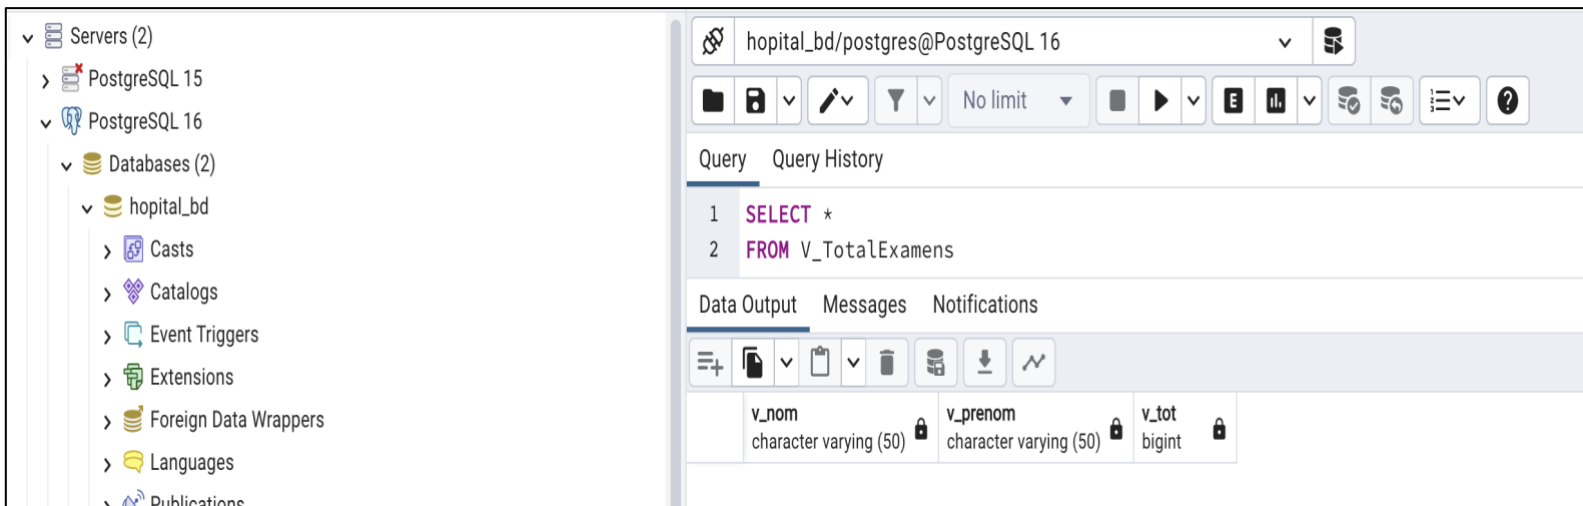 Servers (2)
PostgreSQL 15
PostgreSQL 16
Databases (2)
hopital_bd
Casts
Catalogs
Event Triggers
Extensions
Foreign Data Wrappers
Languages
Publications
hopital_bd/postgres@PostgreSQL 16
No limit
E
Query Query History
1 SELECT *
2 FROM V_TotalExamens
Data Output Messages Notifications
v_nom v_prenom v_tot
character varying (50) character varying (50) bigint